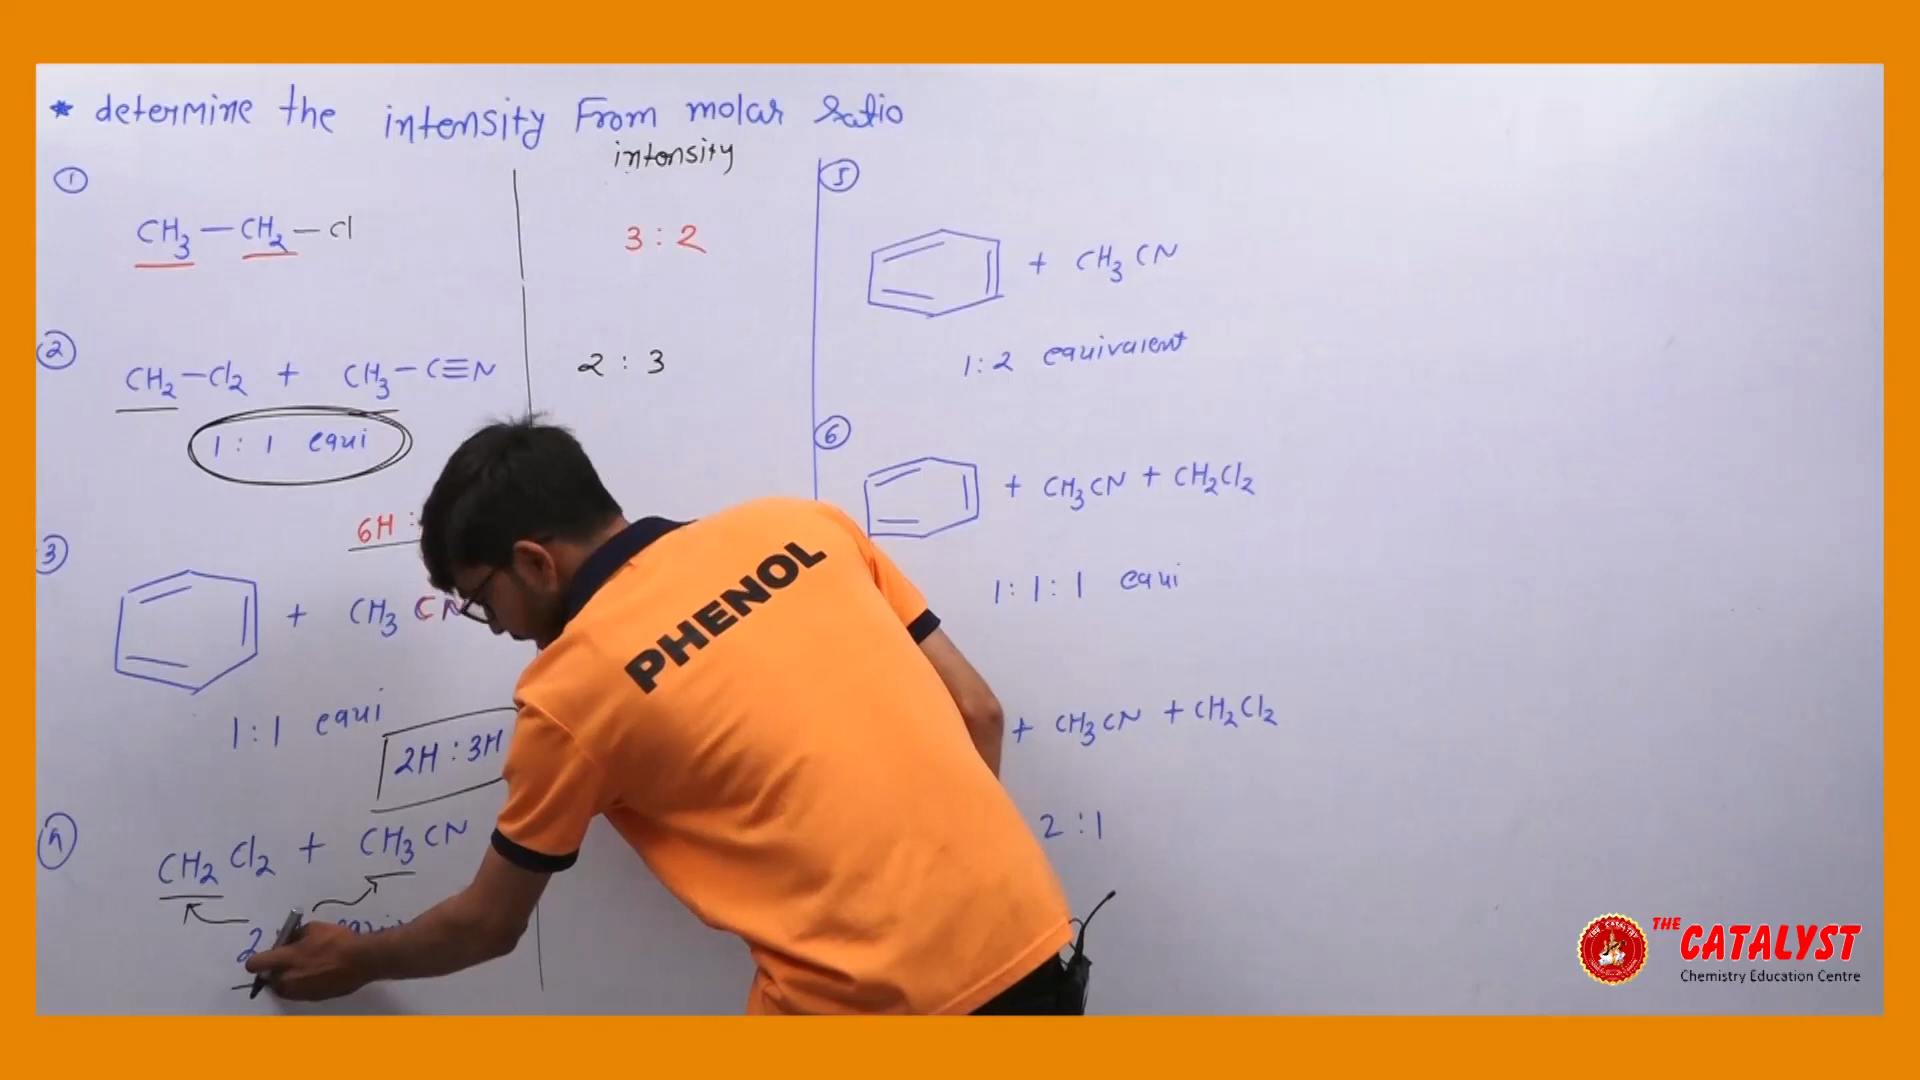 * determine the intensity From molar ratio
intensity
①
CH3 — CH2 — Cl
3 : 2
②
CH2 — Cl2 + CH3 — C≡N
2 : 3
1 : 1 equi
6H :
③
+ CH3 CN
1 : 1 equi
2H : 3H
CH2 Cl2 + CH3 CN
2
⑤
+ CH3 CN
1 : 2 equivalent
⑥
+ CH3CN + CH2Cl2
1 : 1 : 1 equi
+ CH3CN + CH2Cl2
2 : 1
PHENOL
THE CATALYST
Chemistry Education Centre